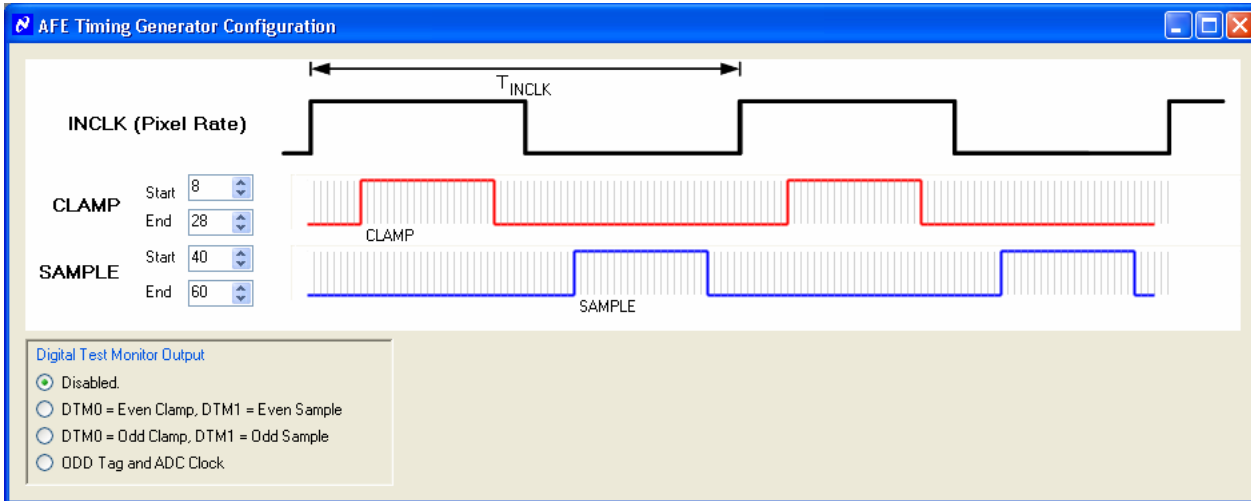 AFE Timing Generator Configuration
TINCLK
INCLK (Pixel Rate)
CLAMP
Start 8
End 28
CLAMP
SAMPLE
Start 40
End 60
SAMPLE
Digital Test Monitor Output
Disabled.
DTM0 = Even Clamp, DTM1 = Even Sample
DTM0 = Odd Clamp, DTM1 = Odd Sample
ODD Tag and ADC Clock